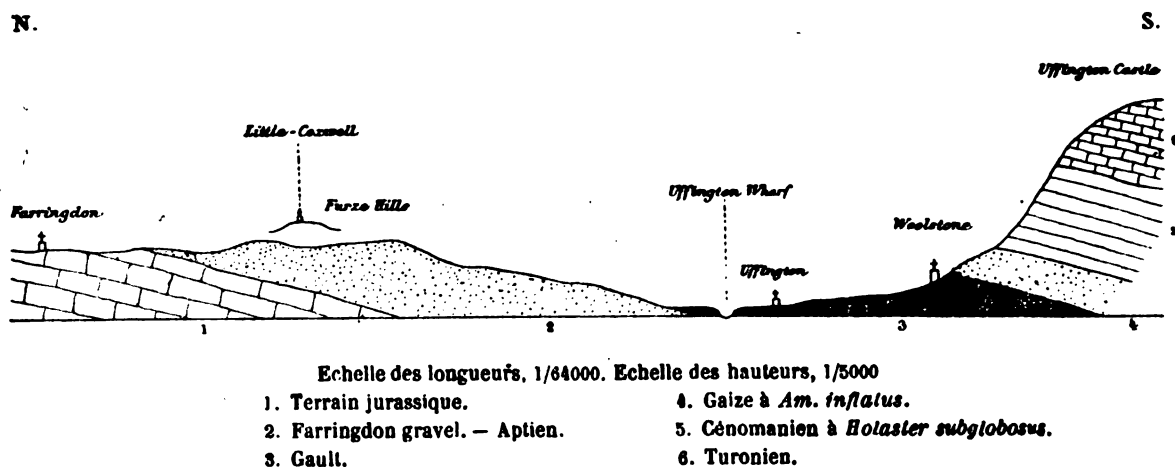 N.
S.
Uffington Castle
Little-Coxwell
Uffington Wharf
Farringdon
Furze Hills
Woolstone
Uffington
1
2
3
4
Echelle des longueurs, 1/64000. Echelle des hauteurs, 1/5000
1. Terrain jurassique.
2. Farringdon gravel. — Aptien.
3. Gault.
4. Gaize à Am. inflatus.
5. Cénomanien à Holaster subglobosus.
6. Turonien.